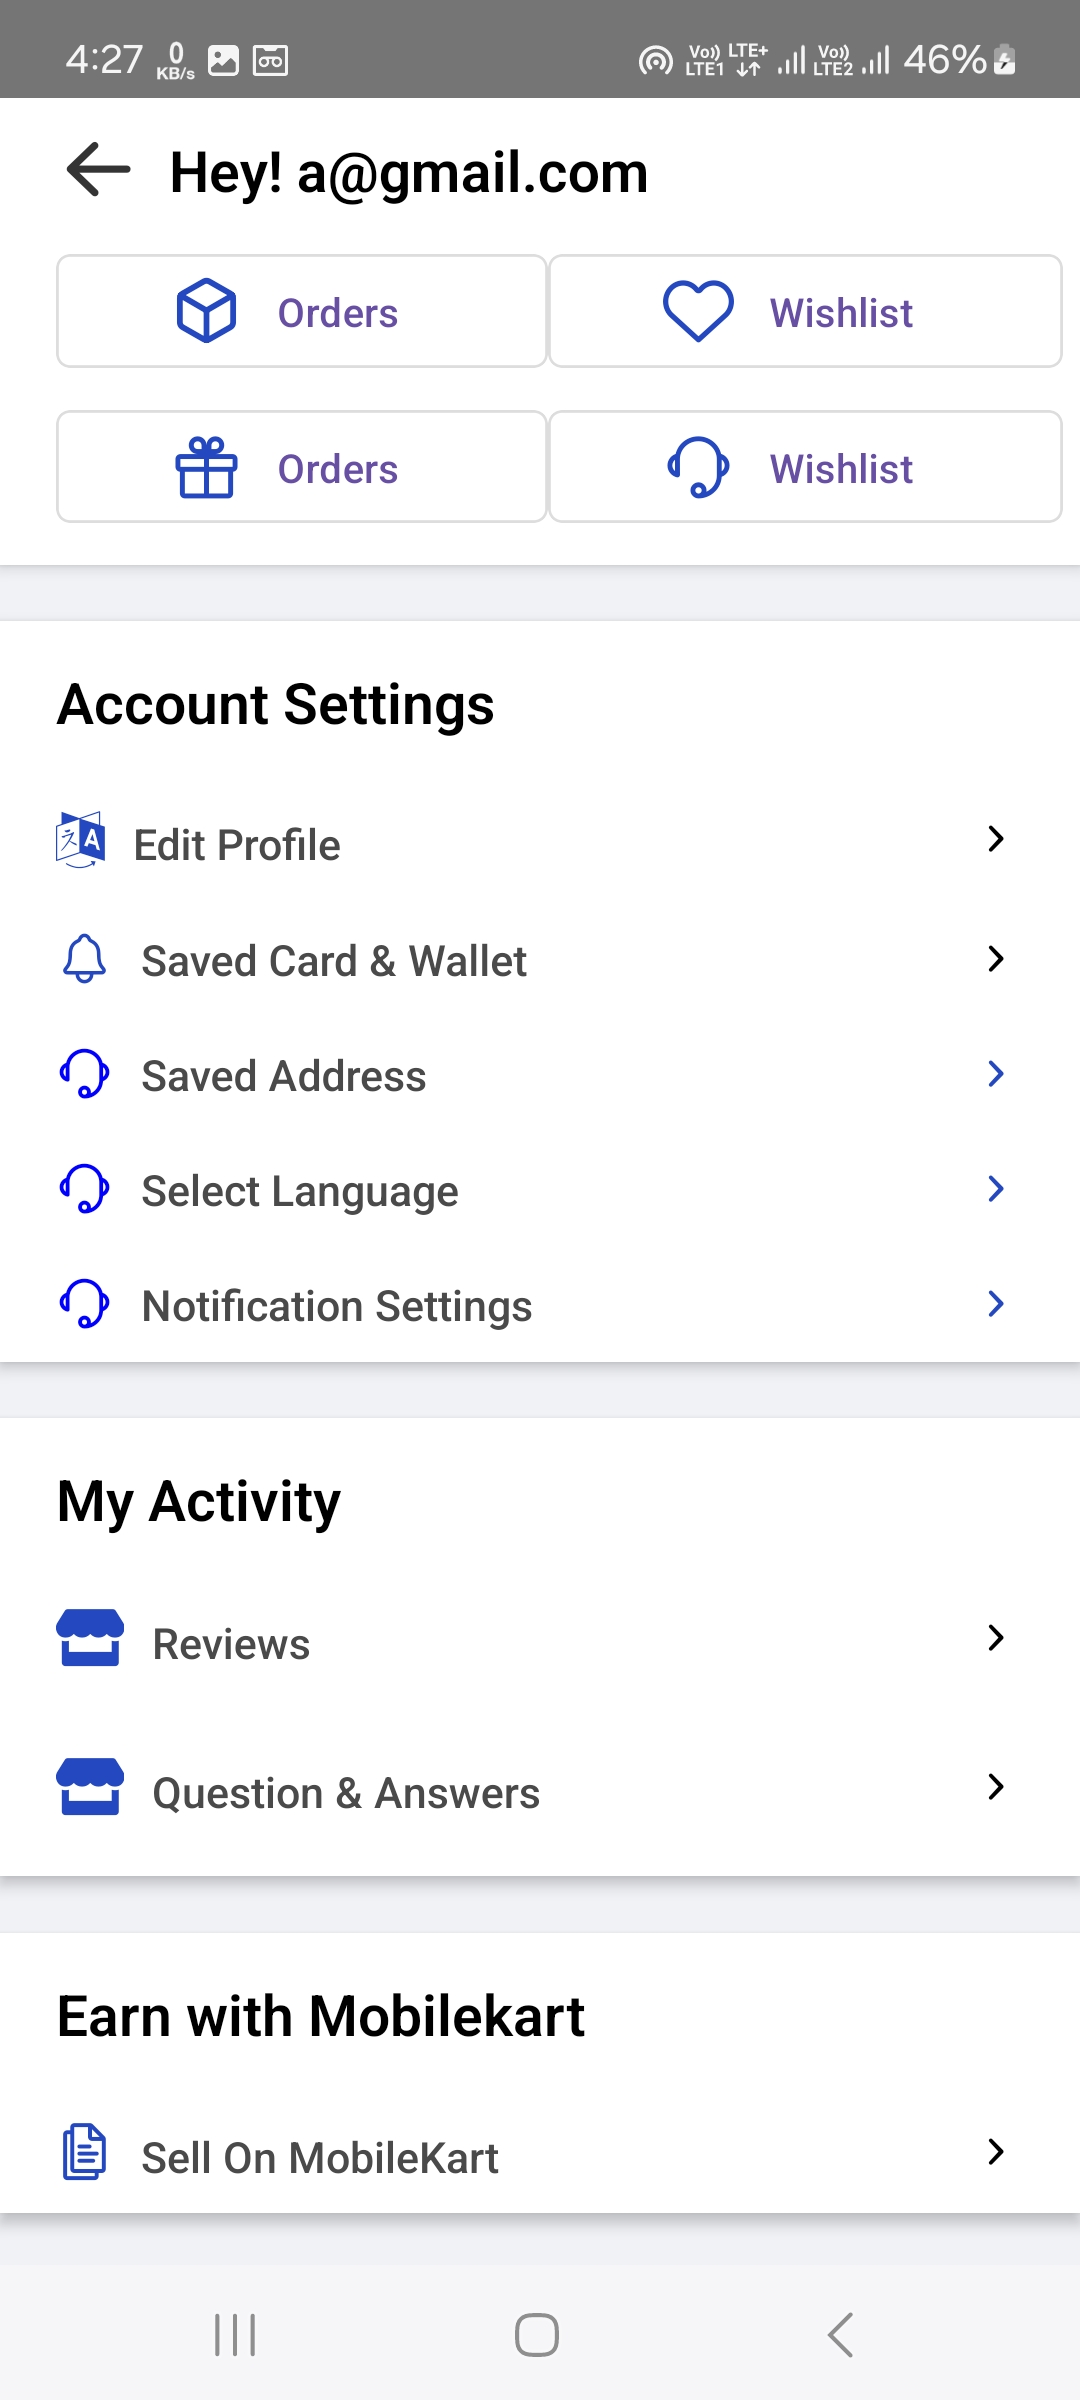 4:27 0 KB/s Vo)) LTE1 LTE+ Vo)) LTE2 46%
Hey! a@gmail.com
Orders Wishlist
Orders Wishlist
Account Settings
Edit Profile
Saved Card & Wallet
Saved Address
Select Language
Notification Settings
My Activity
Reviews
Question & Answers
Earn with Mobilekart
Sell On MobileKart